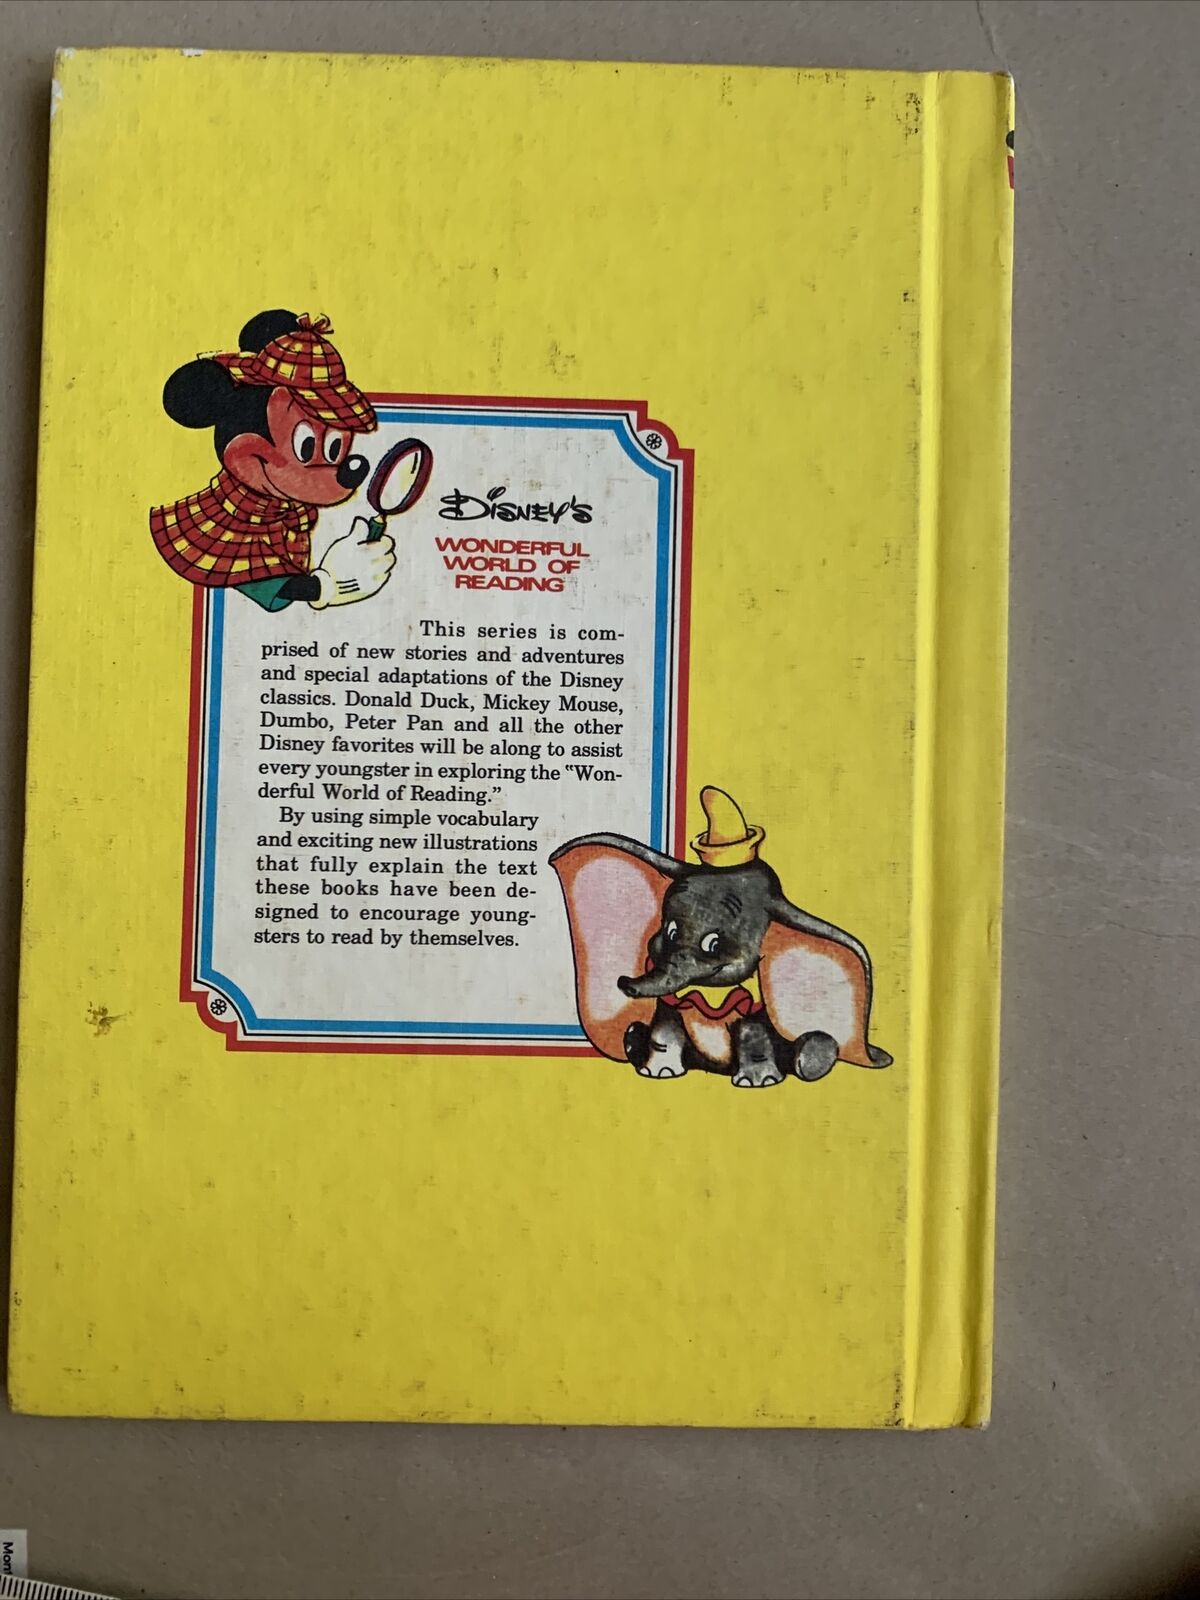 Disney's
WONDERFUL
WORLD OF
READING
This series is com-
prised of new stories and adventures
and special adaptations of the Disney
classics. Donald Duck, Mickey Mouse,
Dumbo, Peter Pan and all the other
Disney favorites will be along to assist
every youngster in exploring the "Won-
derful World of Reading."
By using simple vocabulary
and exciting new illustrations
that fully explain the text
these books have been de-
signed to encourage young-
sters to read by themselves.